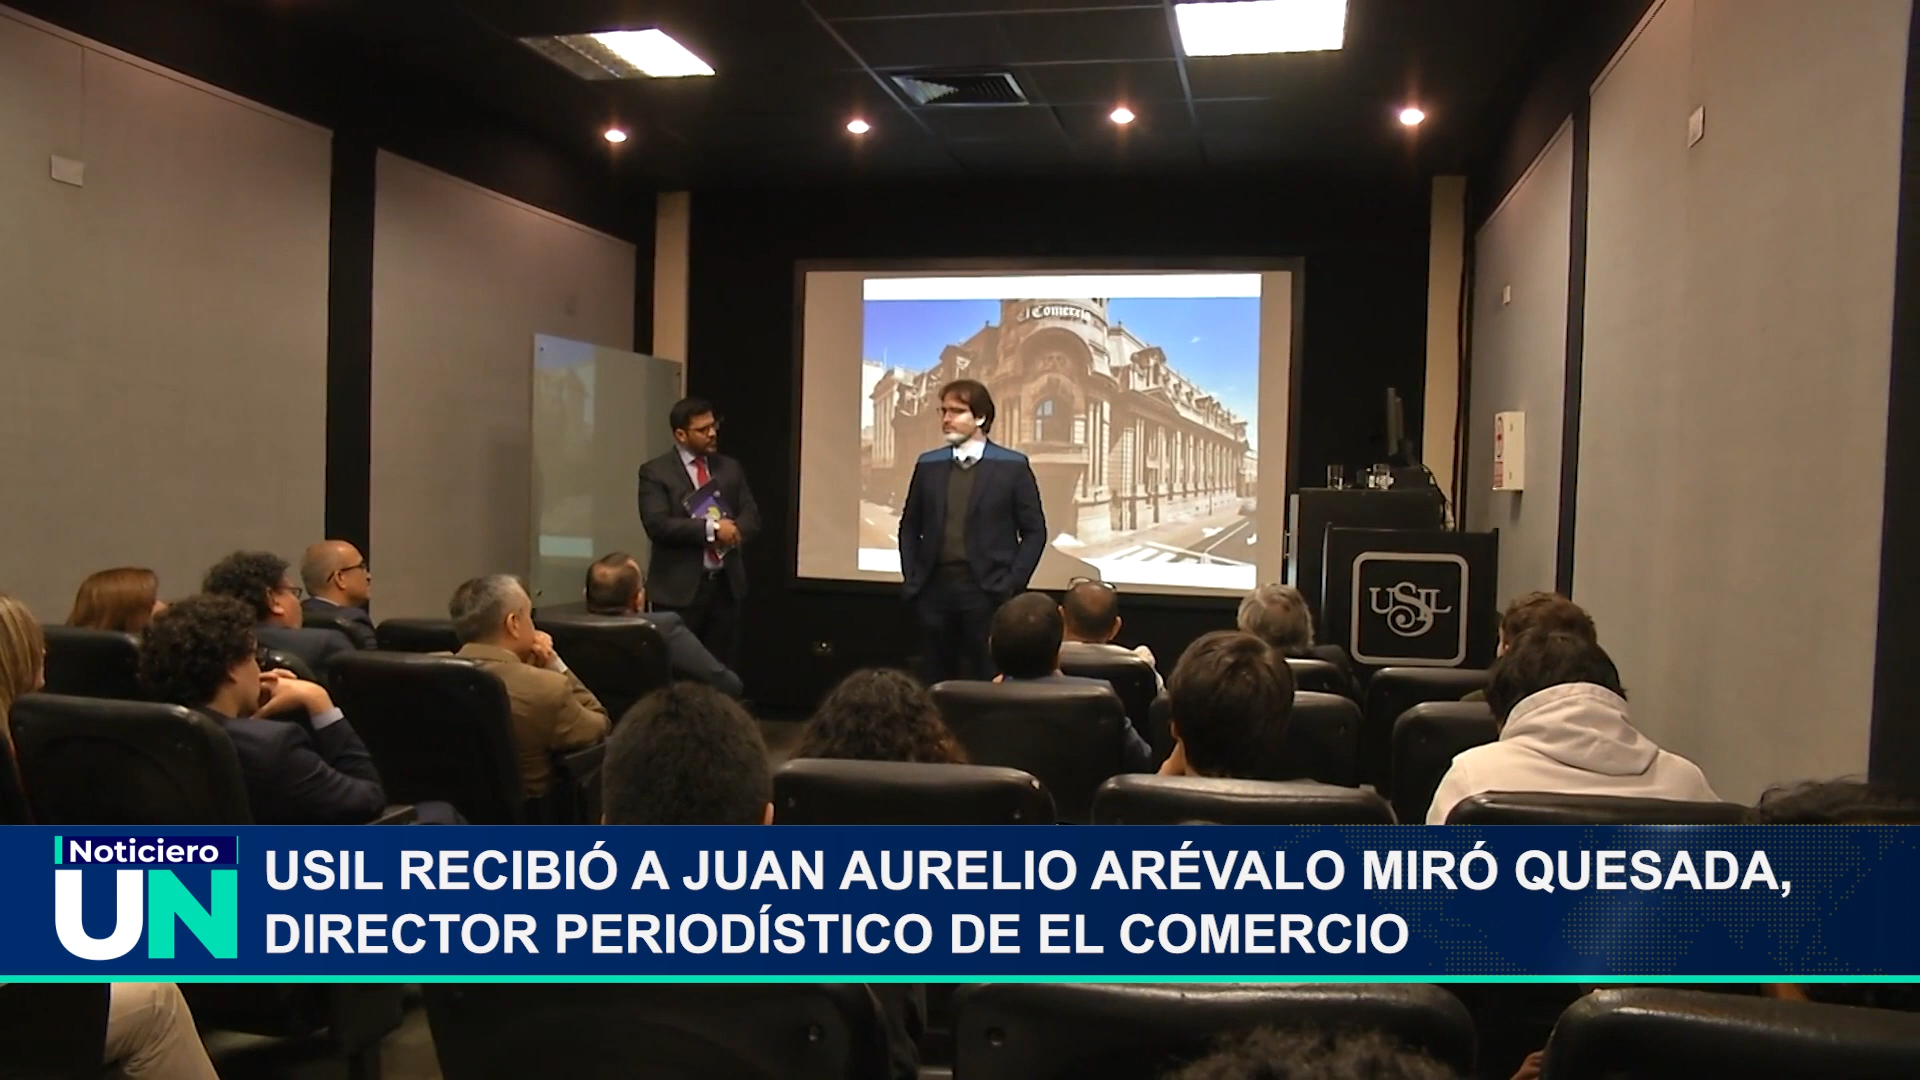 El Comercio
USIL
Noticiero
UN
USIL RECIBIÓ A JUAN AURELIO ARÉVALO MIRÓ QUESADA,
DIRECTOR PERIODÍSTICO DE EL COMERCIO